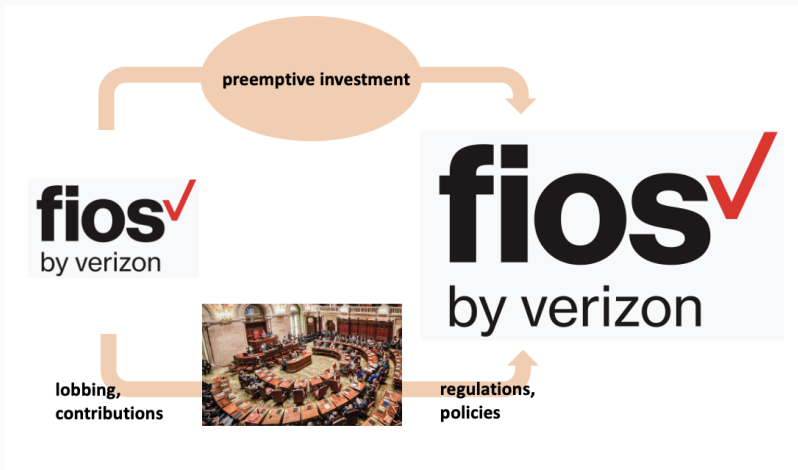 preemptive investment
fios
by verizon
fios
by verizon
lobbing,
contributions
regulations,
policies